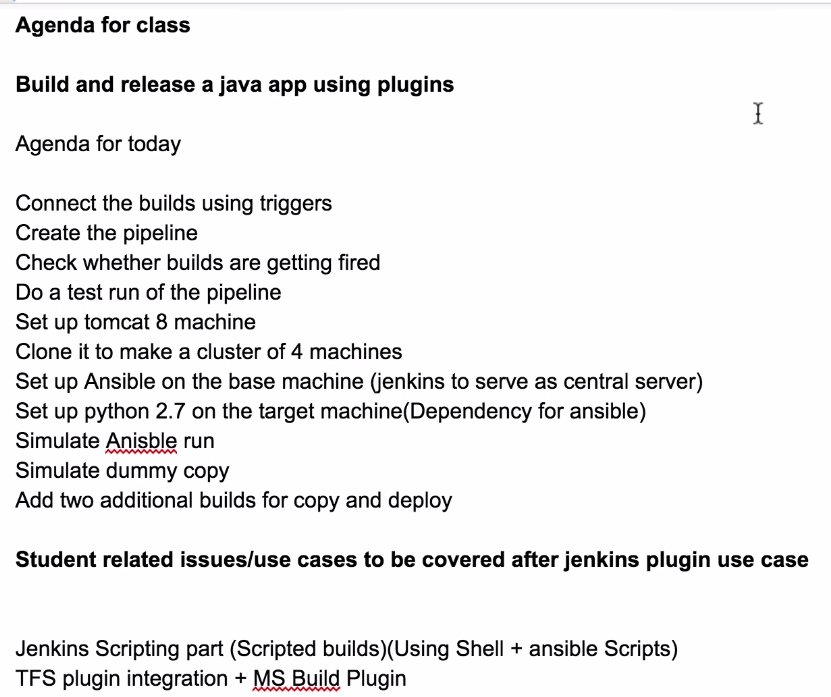 Agenda for class
Build and release a java app using plugins
Agenda for today
Connect the builds using triggers
Create the pipeline
Check whether builds are getting fired
Do a test run of the pipeline
Set up tomcat 8 machine
Clone it to make a cluster of 4 machines
Set up Ansible on the base machine (jenkins to serve as central server)
Set up python 2.7 on the target machine(Dependency for ansible)
Simulate Anisble run
Simulate dummy copy
Add two additional builds for copy and deploy
Student related issues/use cases to be covered after jenkins plugin use case
Jenkins Scripting part (Scripted builds)(Using Shell + ansible Scripts)
TFS plugin integration + MS Build Plugin